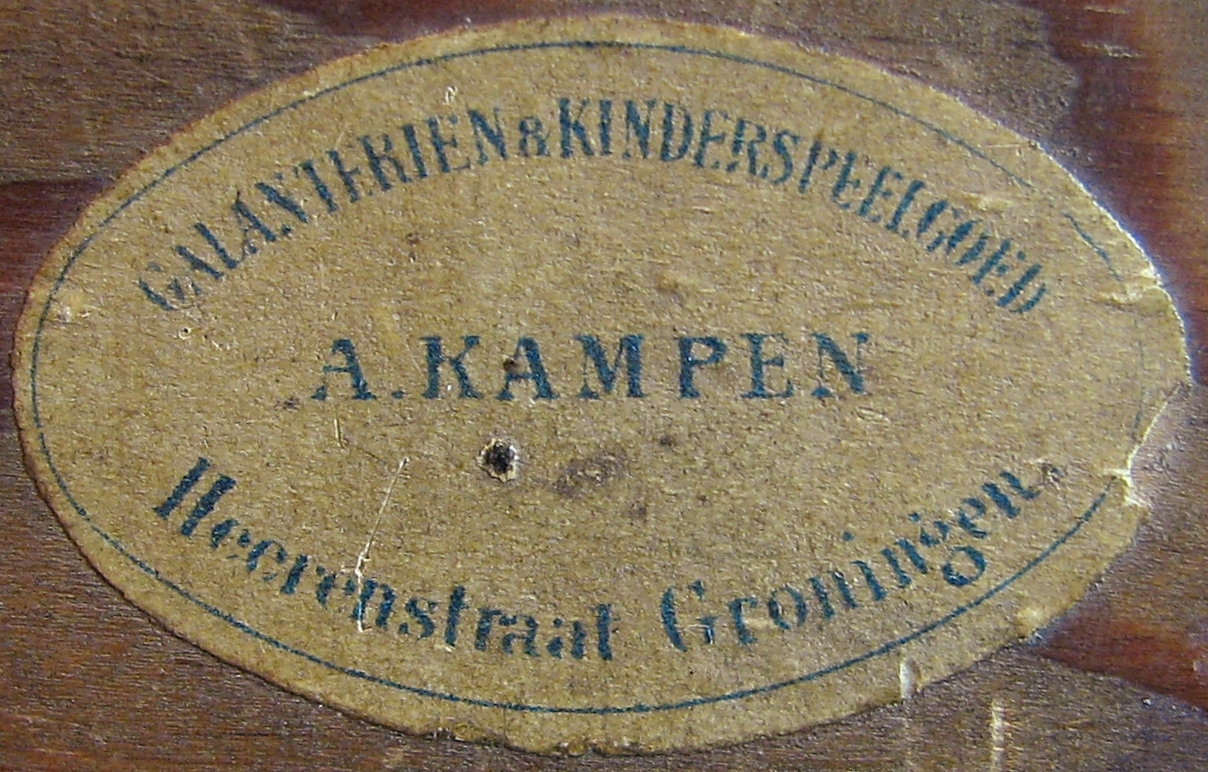 GALANTERIEN & KINDERSPEELGOED
A. KAMPEN
Heerenstraat Groningen.